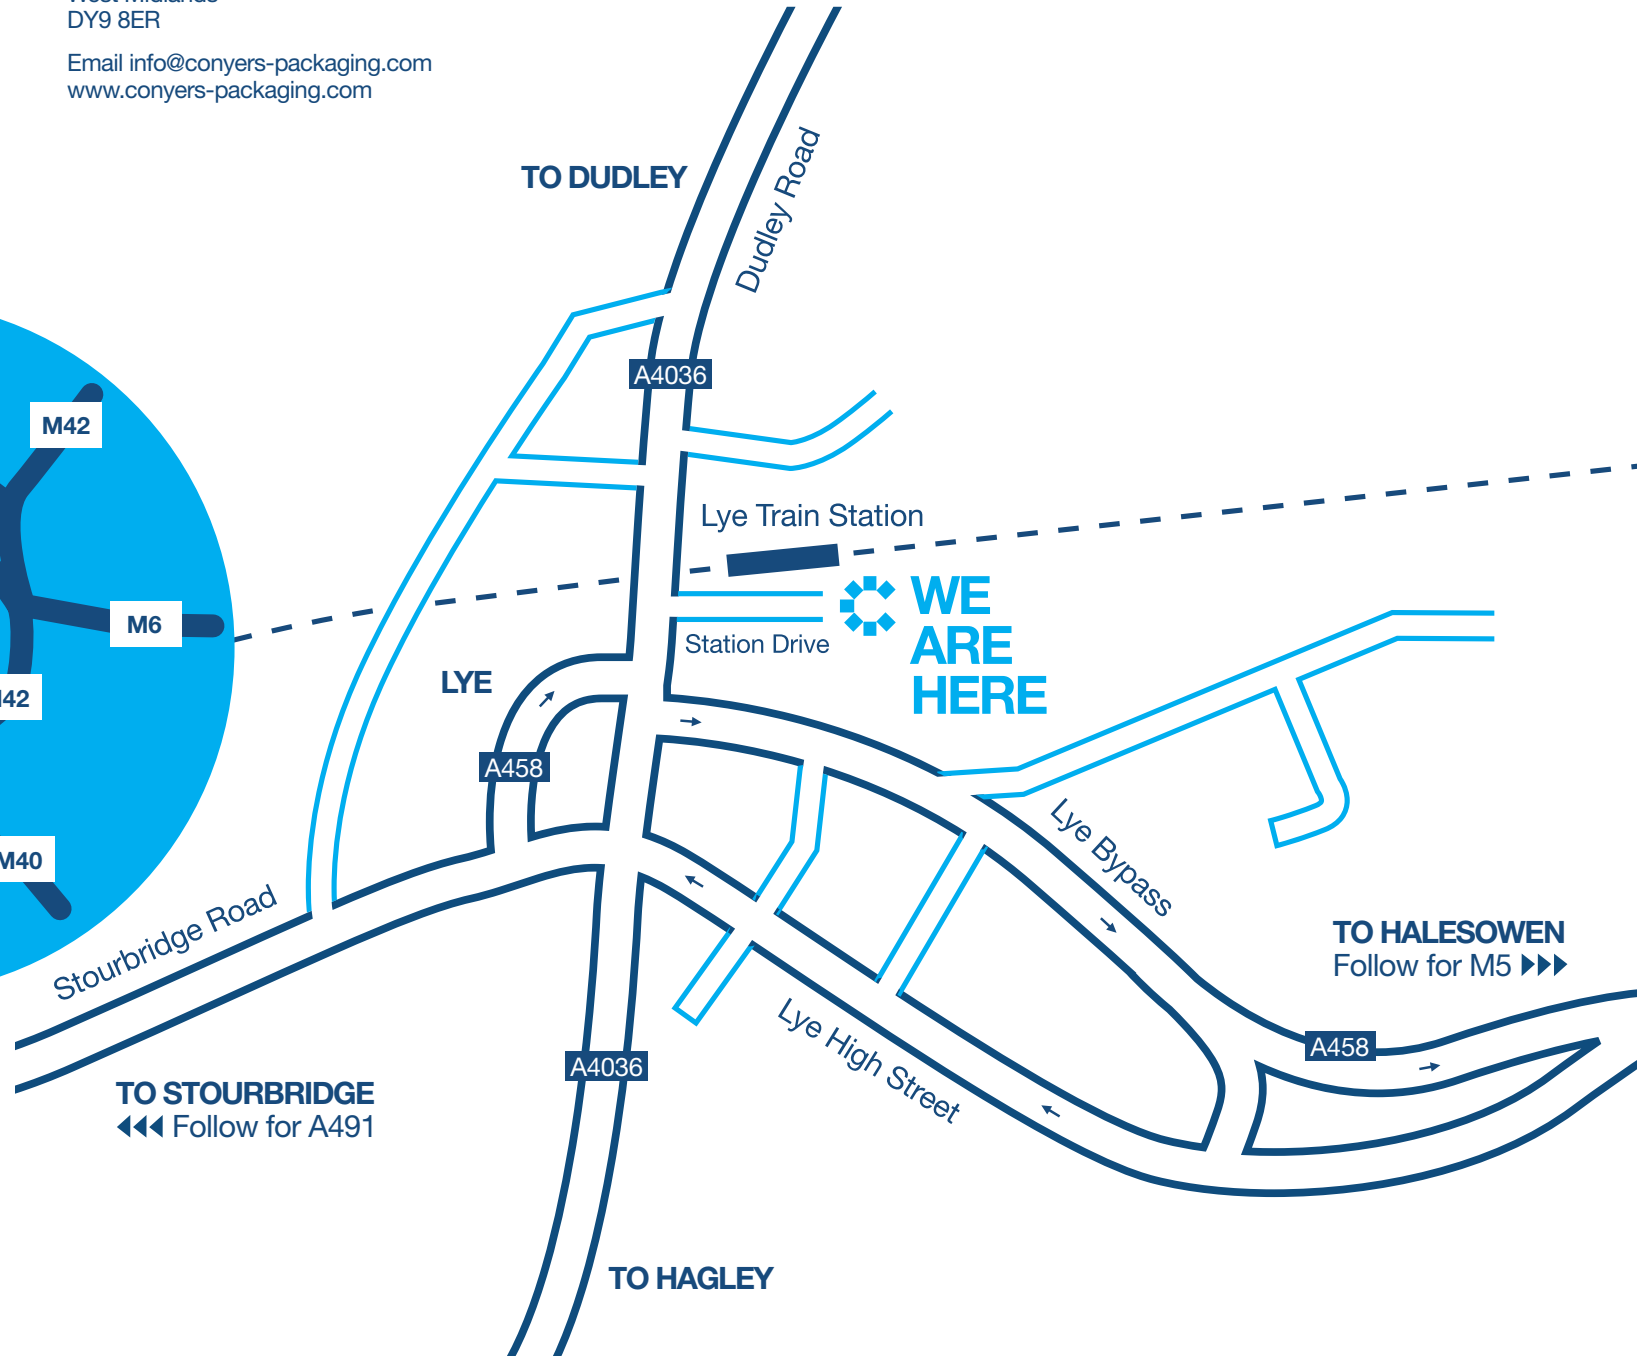 DY9 8ER
Email info@conyers-packaging.com
www.conyers-packaging.com
TO DUDLEY
Dudley Road
A4036
M42
Lye Train Station
WE
ARE
HERE
Station Drive
M6
LYE
A458
M40
Stourbridge Road
Lye Bypass
TO HALESOWEN
Follow for M5
Lye High Street
A458
A4036
TO STOURBRIDGE
Follow for A491
TO HAGLEY